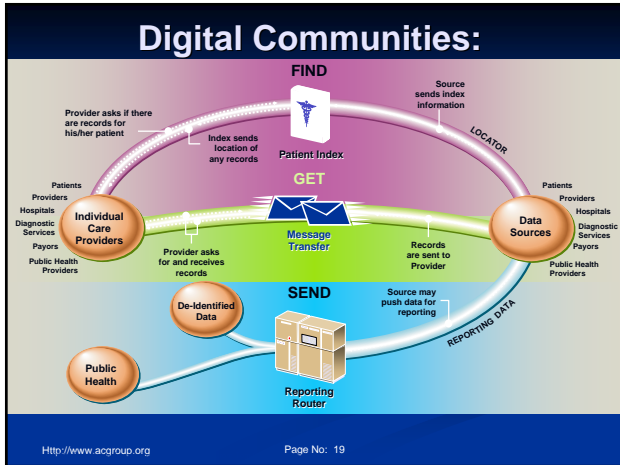 Digital Communities:
FIND
Provider asks if there
are records for
his/her patient
Index sends
location of
any records
Patient Index
Source
sends index
information
LOCATOR
GET
Patients
Providers
Hospitals
Diagnostic
Services
Payors
Public Health
Providers
Individual
Care
Providers
Provider asks
for and receives
records
Message
Transfer
Records
are sent to
Provider
Data
Sources
Patients
Providers
Hospitals
Diagnostic
Services
Payors
Public Health
Providers
SEND
De-Identified
Data
Public
Health
Reporting
Router
Source may
push data for
reporting
REPORTING DATA
Http://www.acgroup.org
Page No: 19